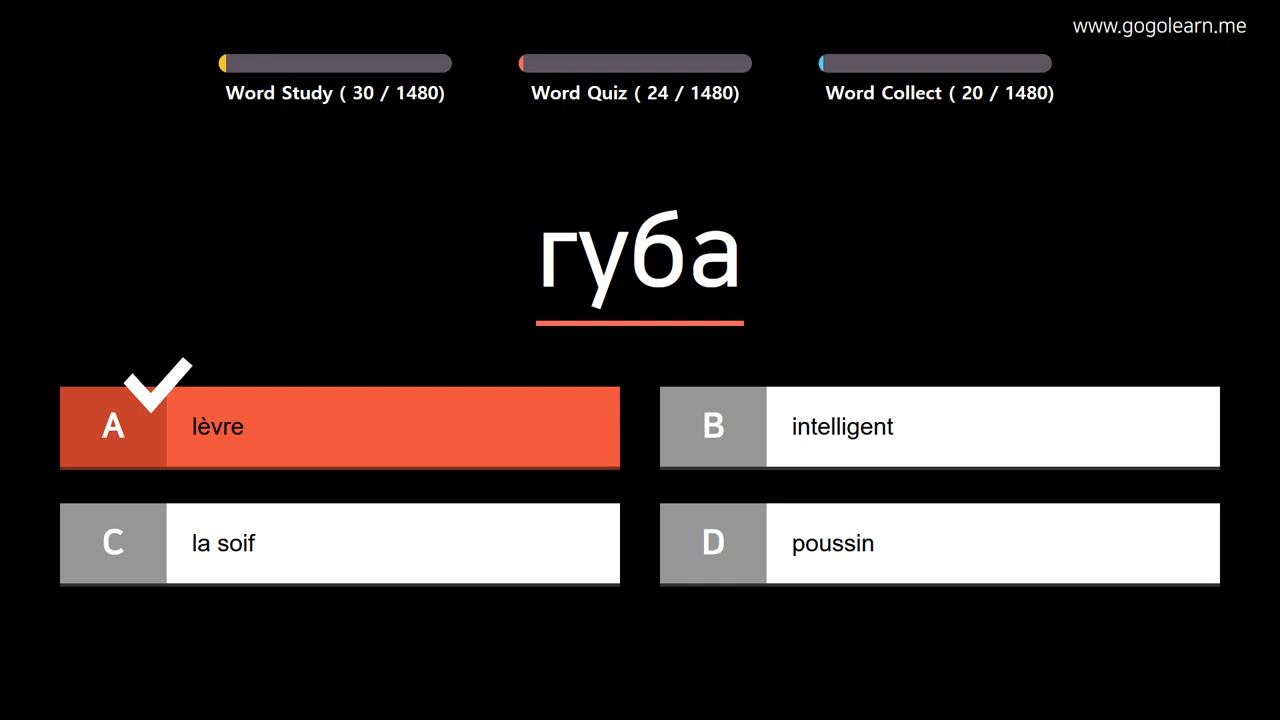 www.gogolearn.me
Word Study ( 30 / 1480)
Word Quiz ( 24 / 1480)
Word Collect ( 20 / 1480)
губа
A lèvre
B intelligent
C la soif
D poussin